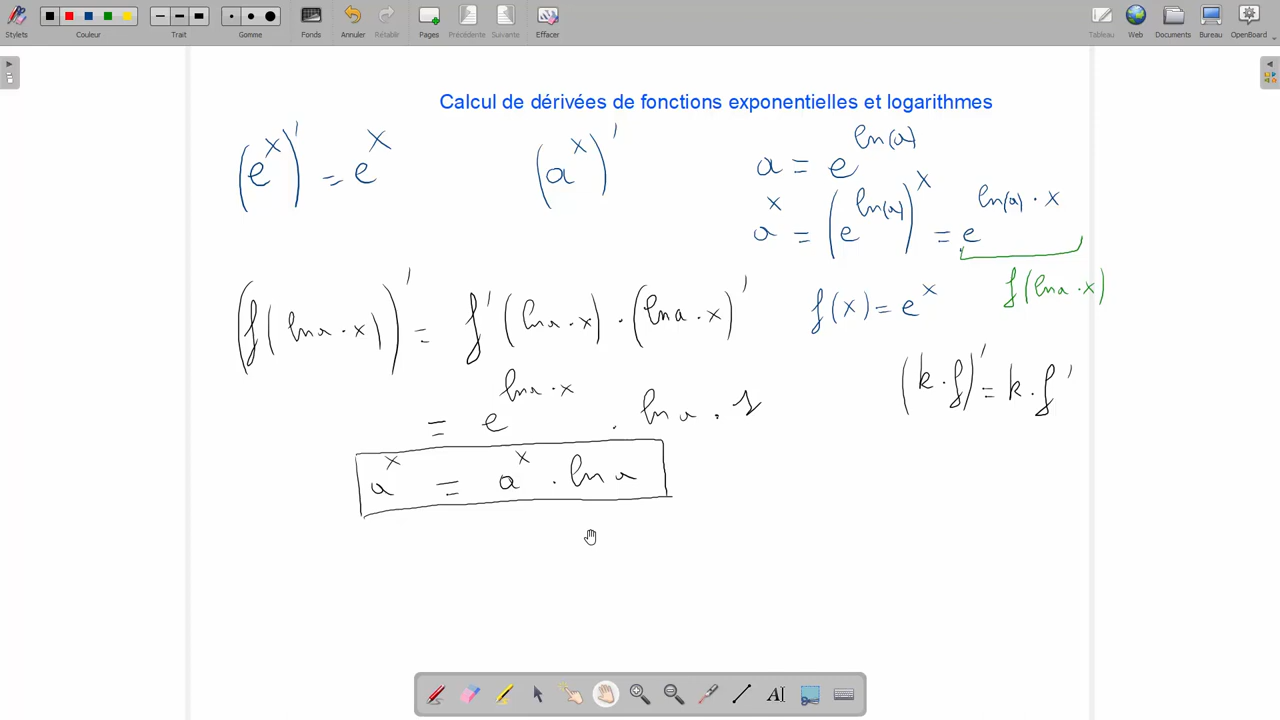 Stylets Couleur Trait Gomme Fonds Annuler Rétablir Pages Précédente Suivante Effacer Tableau Web Documents Bureau OpenBoard
Calcul de dérivées de fonctions exponentielles et logarithmes
(e^x)' = e^x
(a^x)'
a = e^ln(a)
a^x = (e^ln(a))^x = e^ln(a)·x
f(ln a·x)
f(x) = e^x
(f(ln a·x))' = f'(ln a·x)·(ln a·x)'
(k·f)' = k·f'
= e^ln a·x · ln a · 1
a^x = a^x · ln a